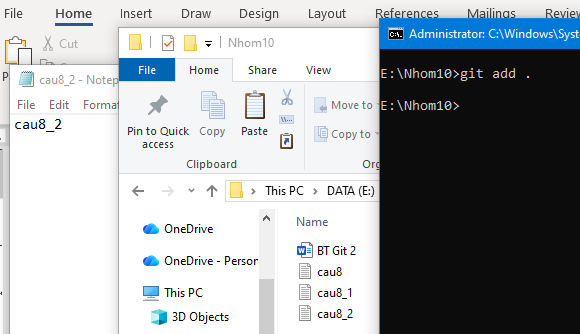 File Home Insert Draw Design Layout References Mailings Review
Cut
cau8_2 - Notep
File Edit Format
cau8_2
Nhom10
File Home Share View
Pin to Quick access
Copy
Paste
Move to
Copy to
Clipboard
Org
This PC > DATA (E:)
OneDrive
OneDrive - Person
This PC
3D Objects
Name
BT Git 2
cau8
cau8_1
cau8_2
Administrator: C:\Windows\Syst
E:\Nhom10>git add .
E:\Nhom10>